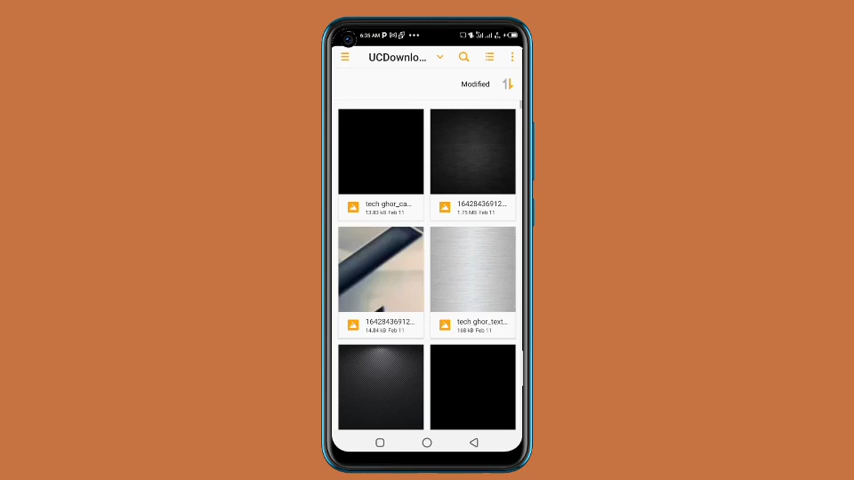 6:35 AM
UCDownlo...
Modified
tech ghor_ca...
13.83 kB Feb 11
16428436912...
1.75 MB Feb 11
16428436912...
14.84 kB Feb 11
tech ghor_text...
168 kB Feb 11